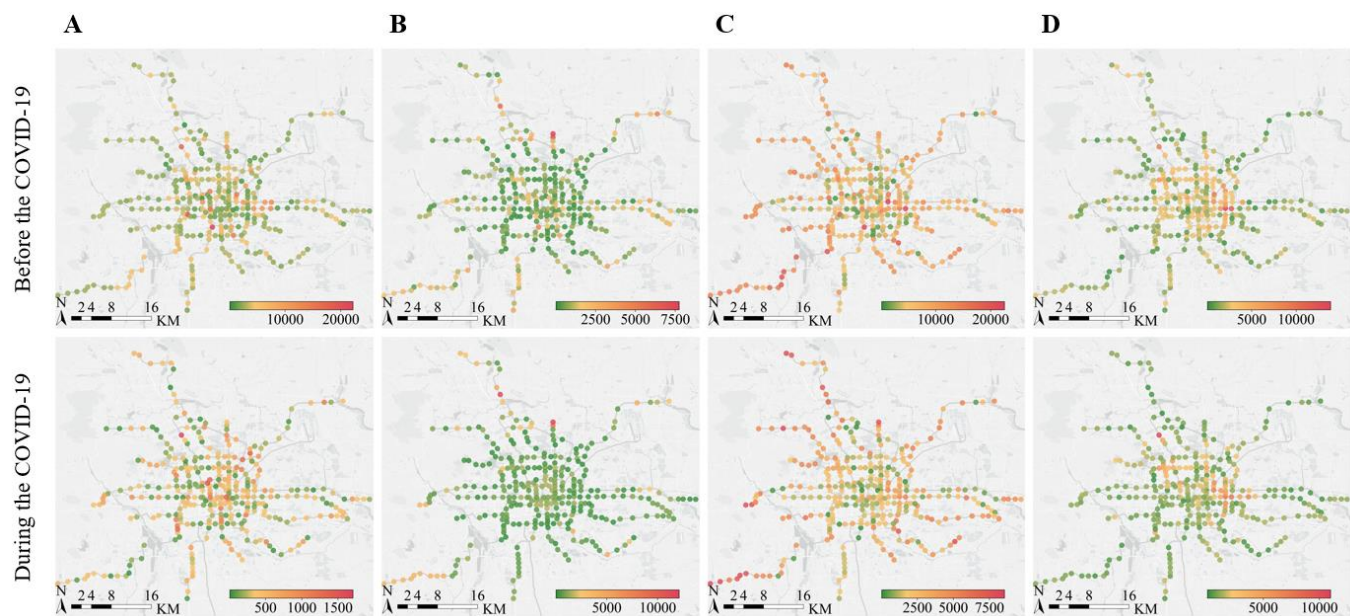 A B C D
Before the COVID-19
N
2 4 8 16
KM
10000 20000
N
2 4 8 16
KM
2500 5000 7500
N
2 4 8 16
KM
10000 20000
N
2 4 8 16
KM
5000 10000
During the COVID-19
N
2 4 8 16
KM
500 1000 1500
N
2 4 8 16
KM
5000 10000
N
2 4 8 16
KM
2500 5000 7500
N
2 4 8 16
KM
5000 10000